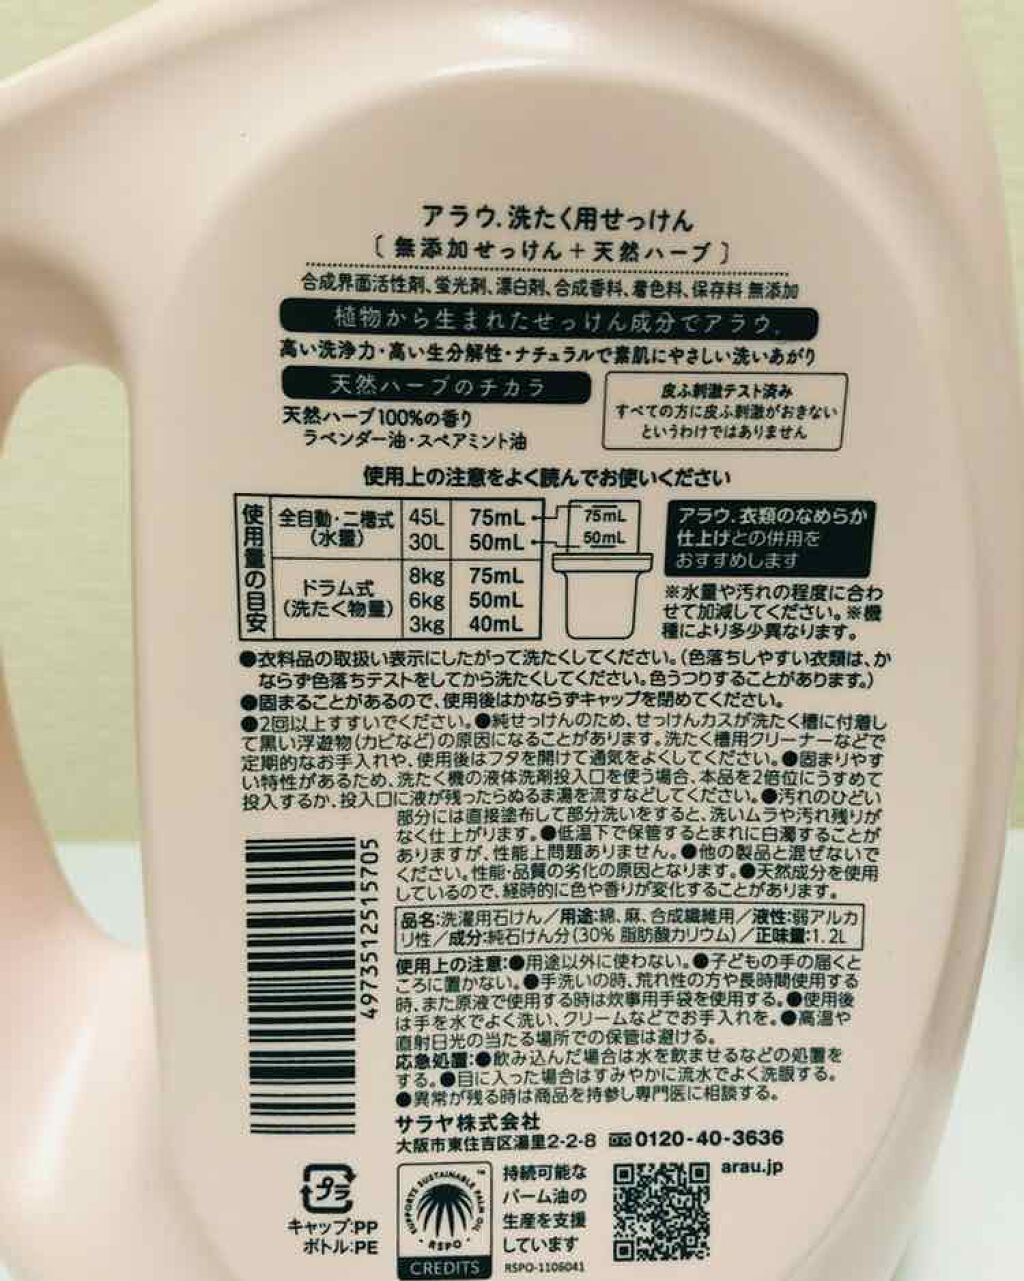 アラウ.洗たく用せっけん
〔無添加せっけん＋天然ハーブ〕
合成界面活性剤、蛍光剤、漂白剤、合成香料、着色料、保存料 無添加
植物から生まれたせっけん成分でアラウ.
高い洗浄力・高い生分解性・ナチュラルで素肌にやさしい洗いあがり
天然ハーブのチカラ
天然ハーブ100%の香り
ラベンダー油・スペアミント油
皮ふ刺激テスト済み
すべての方に皮ふ刺激がおきない
というわけではありません
使用上の注意をよく読んでお使いください
使用量の目安
全自動・二槽式
(水量)
45L 75mL
30L 50mL
ドラム式
(洗たく物量)
8kg 75mL
6kg 50mL
3kg 40mL
75mL
50mL
アラウ.衣類のなめらか
仕上げとの併用を
おすすめします
※水量や汚れの程度に合わ
せて加減してください。※機
種により多少異なります。
●衣料品の取扱い表示にしたがって洗たくしてください。(色落ちしやすい衣類は、か
ならず色落ちテストをしてから洗たくしてください。色うつりすることがあります。)
●固まることがあるので、使用後はかならずキャップを閉めてください。
●2回以上すすいでください。●純せっけんのため、せっけんカスが洗たく槽に付着し
て黒い浮遊物(カビなど)の原因になることがあります。洗たく槽用クリーナーなどで
定期的なお手入れや、使用後はフタを開けて通気をよくしてください。●固まりやす
い特性があるため、洗たく機の液体洗剤投入口を使う場合、本品を2倍位にうすめて
投入するか、投入口に液が残ったらぬるま湯を流すなどしてください。●汚れのひどい
部分には直接塗布して部分洗いをすると、洗いムラや汚れ残りが
なく仕上がります。●低温下で保管するとまれに白濁することが
ありますが、性能上問題ありません。●他の製品と混ぜないで
ください。性能・品質の劣化の原因となります。●天然成分を使用
しているので、経時的に色や香りが変化することがあります。
品名:洗濯用石けん／用途:綿、麻、合成繊維用／液性:弱アルカ
リ性／成分:純石けん分(30% 脂肪酸カリウム)／正味量:1.2L
使用上の注意:●用途以外に使わない。●子どもの手の届くと
ころに置かない。●手洗いの時、荒れ性の方や長時間使用する
時、また原液で使用する時は炊事用手袋を使用する。●使用後
は手を水でよく洗い、クリームなどでお手入れを。●高温や
直射日光の当たる場所での保管は避ける。
応急処置:●飲み込んだ場合は水を飲ませるなどの処置を
する。●目に入った場合はすみやかに流水でよく洗眼する。
●異常が残る時は商品を持参し専門医に相談する。
4973512515705
サラヤ株式会社
大阪市東住吉区湯里2-2-8 0120-40-3636
arau.jp
プラ
キャップ:PP
ボトル:PE
SUPPORTS SUSTAINABLE PALM OIL
RSPO
CREDITS
持続可能な
パーム油の
生産を支援
しています
RSPO-1106041